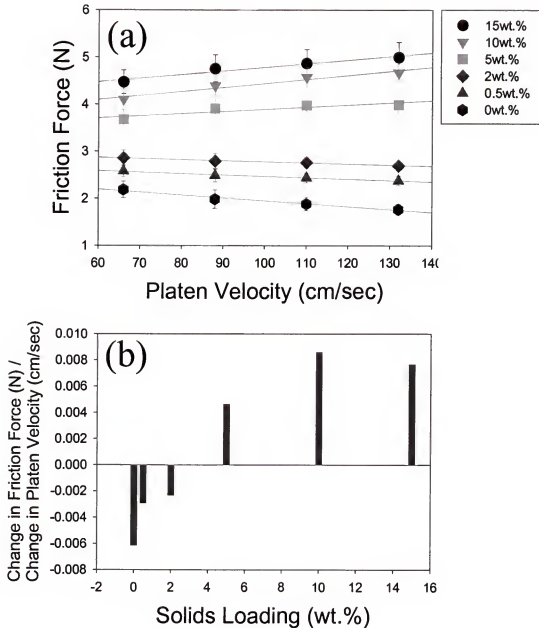 (a)
Friction Force (N)
6
5
4
3
2
1
60 70 80 90 100 110 120 130 140
Platen Velocity (cm/sec)
15wt.%
10wt.%
5wt.%
2wt.%
0.5wt.%
0wt.%
(b)
Change in Friction Force (N) /
Change in Platen Velocity (cm/sec)
0.010
0.008
0.006
0.004
0.002
0.000
-0.002
-0.004
-0.006
-0.008
-2 0 2 4 6 8 10 12 14 16
Solids Loading (wt.%)